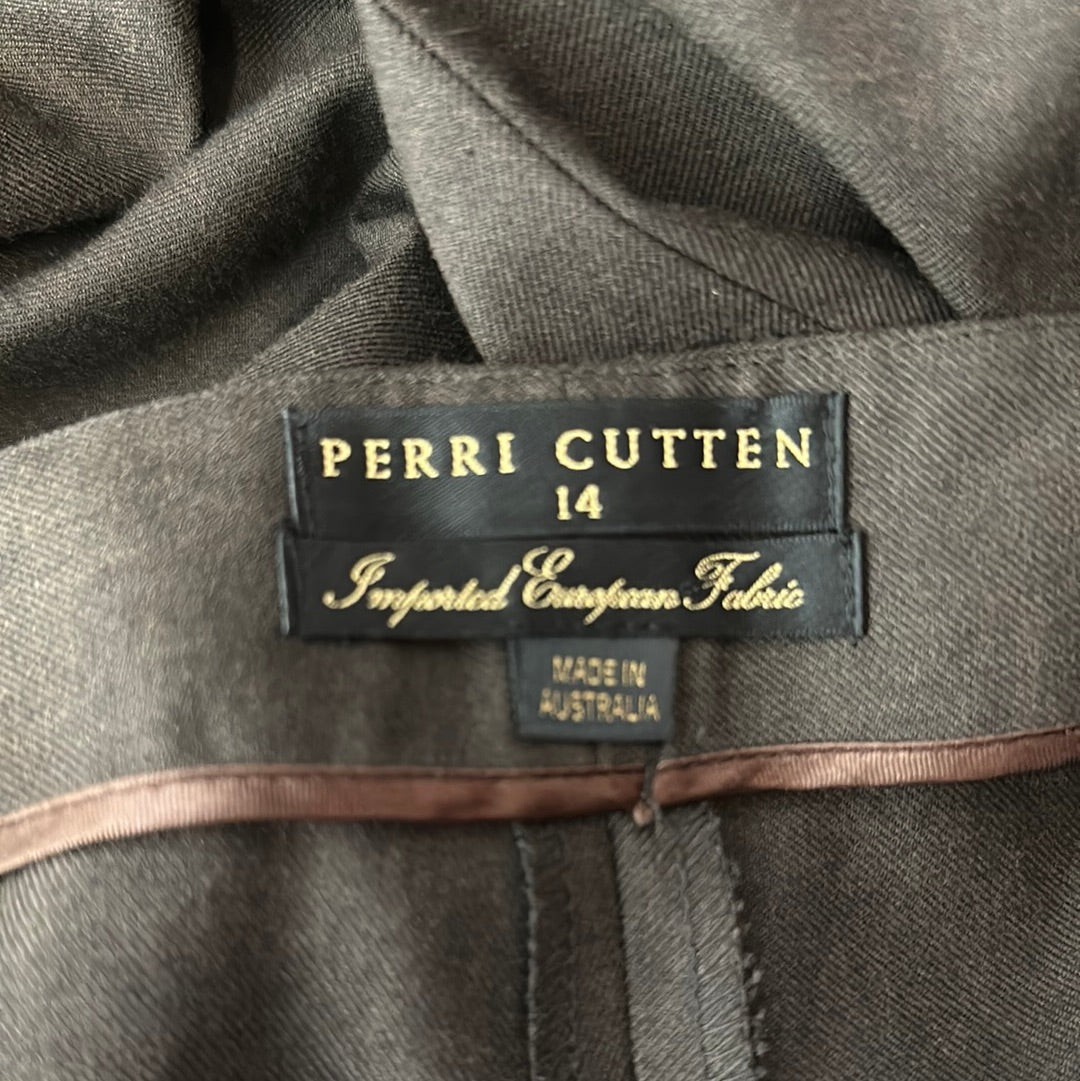 PERRI CUTTEN
14
Imported European Fabric
MADE IN
AUSTRALIA